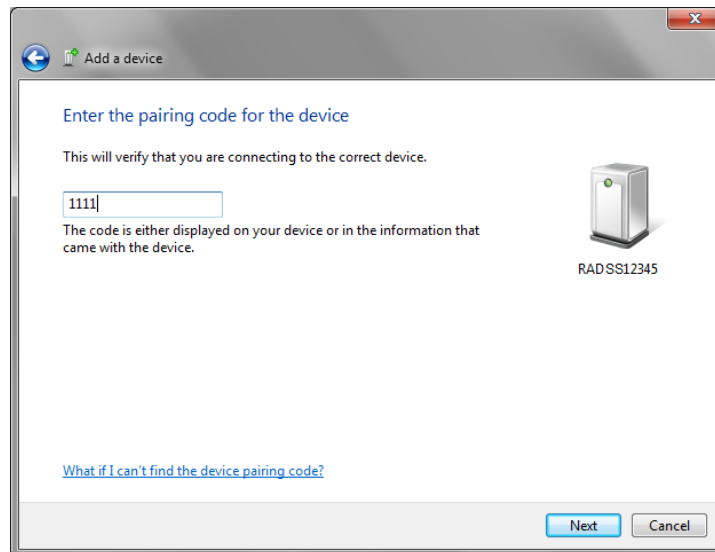 Add a device
Enter the pairing code for the device
This will verify that you are connecting to the correct device.
1111
The code is either displayed on your device or in the information that
came with the device.
RADSS12345
What if I can't find the device pairing code?
Next
Cancel